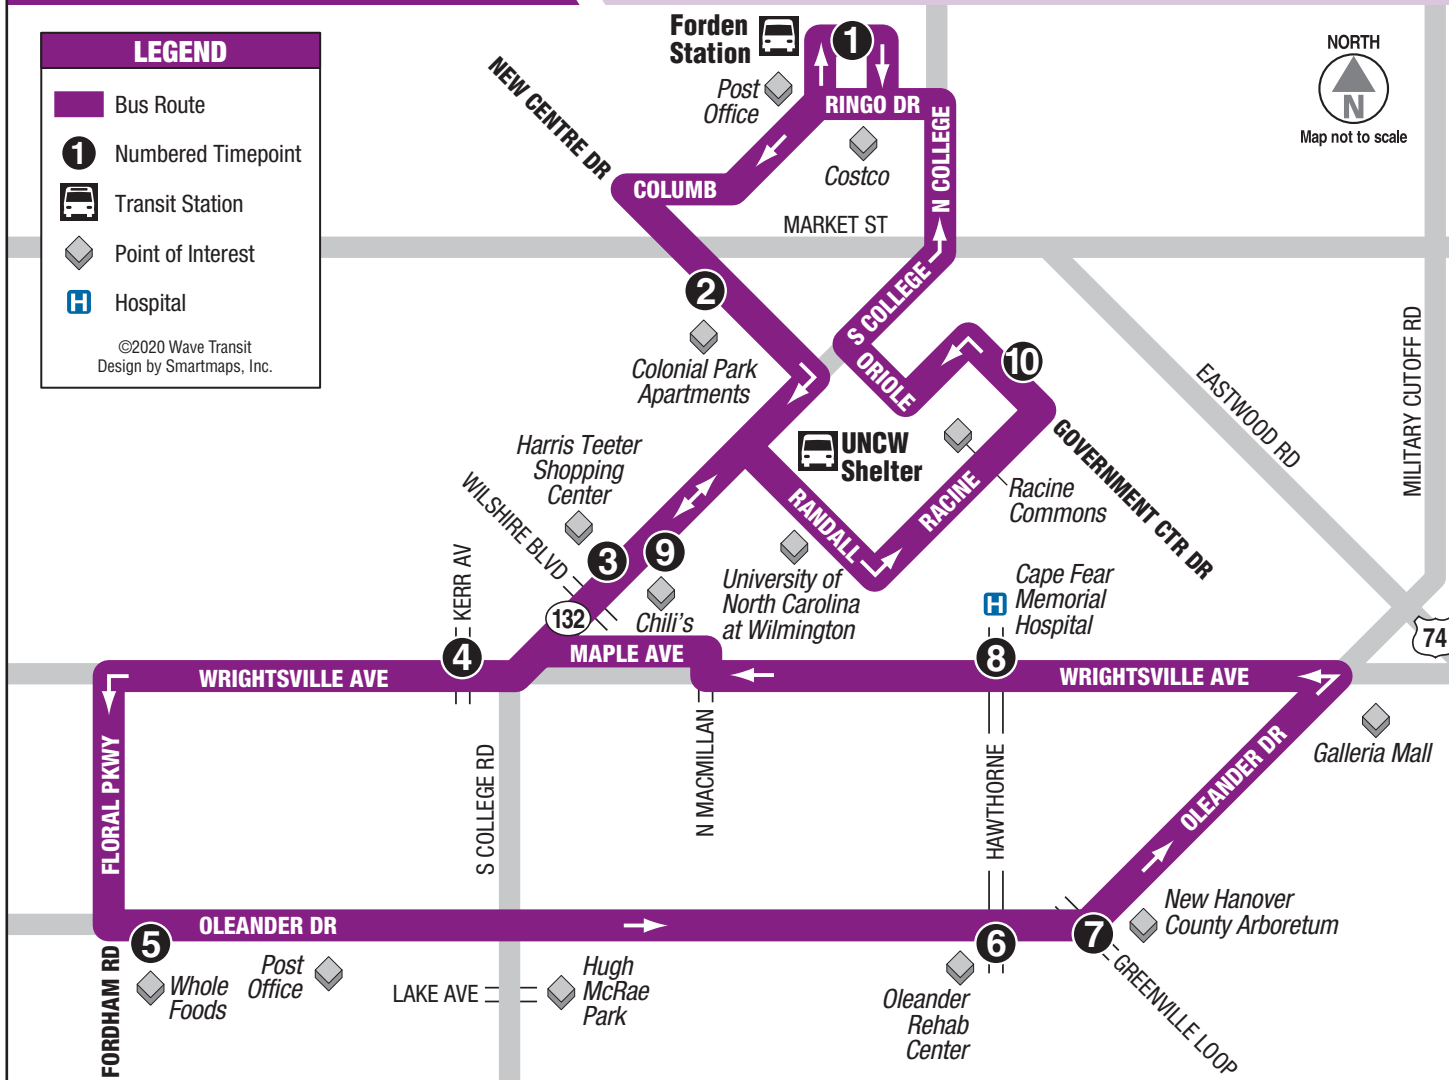 LEGEND
Bus Route
1 Numbered Timepoint
Transit Station
Point of Interest
H Hospital
©2020 Wave Transit
Design by Smartmaps, Inc.
Forden
Station
1
NORTH
N
Map not to scale
Post
Office
RINGO DR
Costco
N COLLEGE
NEW CENTRE DR
COLUMB
MARKET ST
2
Colonial Park
Apartments
S COLLEGE
ORIOLE
10
GOVERNMENT CTR DR
EASTWOOD RD
MILITARY CUTOFF RD
UNCW
Shelter
Racine
Commons
RACINE
RANDALL
Harris Teeter
Shopping
Center
WILSHIRE BLVD
3
9
KERR AV
132
Chili's
University of
North Carolina
at Wilmington
H
Cape Fear
Memorial
Hospital
74
4
MAPLE AVE
8
WRIGHTSVILLE AVE
WRIGHTSVILLE AVE
FLORAL PKWY
S COLLEGE RD
N MACMILLAN
HAWTHORNE
OLEANDER DR
Galleria Mall
New Hanover
County Arboretum
5
OLEANDER DR
6
7
FORDHAM RD
Whole
Foods
Post
Office
LAKE AVE
Hugh
McRae
Park
Oleander
Rehab
Center
GREENVILLE LOOP